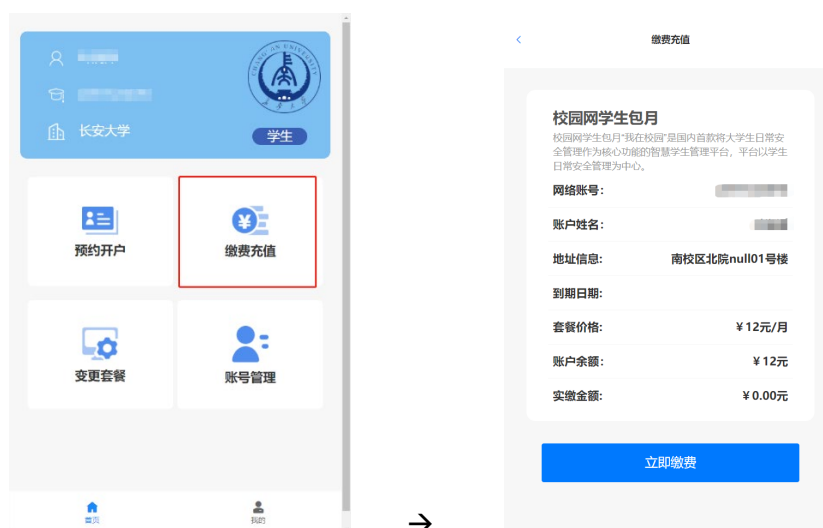 长安大学
CHANG'AN UNIVERSITY
学生
预约开户
缴费充值
变更套餐
账号管理
首页
我的
→
缴费充值
校园网学生包月
校园网学生包月“我在校园”是国内首款将大学生日常安
全管理作为核心功能的智慧学生管理平台，平台以学生
日常安全管理为中心。
网络账号：
账户姓名：
地址信息: 南校区北院null01号楼
到期日期:
套餐价格: ¥12元/月
账户余额: ¥12元
实缴金额: ¥0.00元
立即缴费